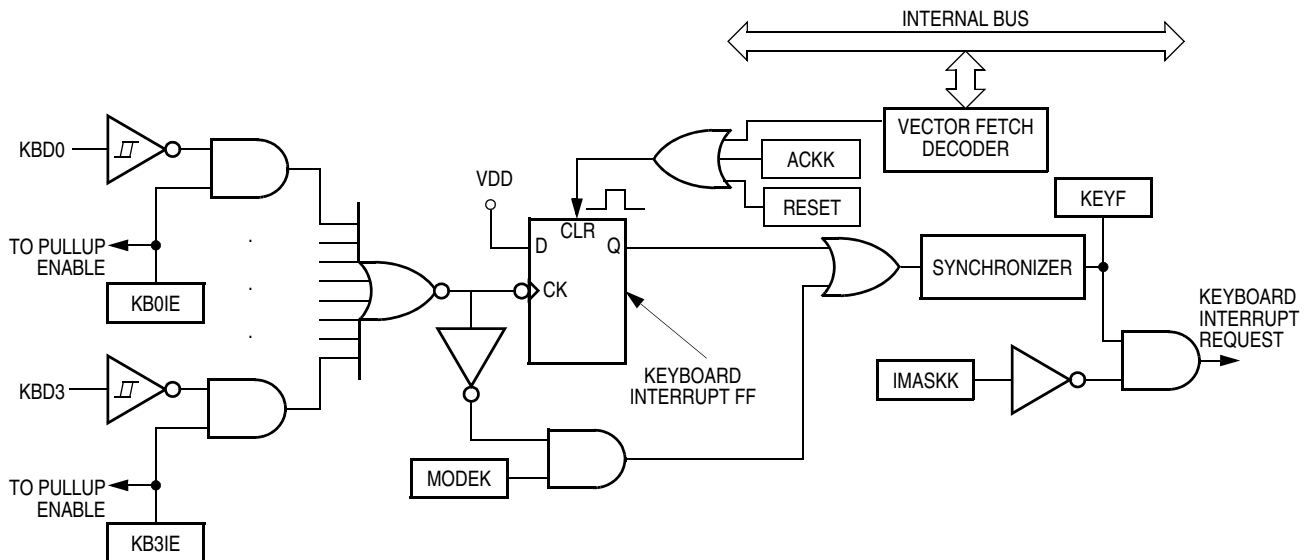 INTERNAL BUS
VECTOR FETCH
DECODER
ACKK
RESET
KEYF
KBD0
TO PULLUP
ENABLE
KB0IE
VDD
D
CLR
Q
CK
SYNCHRONIZER
KEYBOARD
INTERRUPT
REQUEST
KBD3
TO PULLUP
ENABLE
KB3IE
KEYBOARD
INTERRUPT FF
IMASKK
MODEK